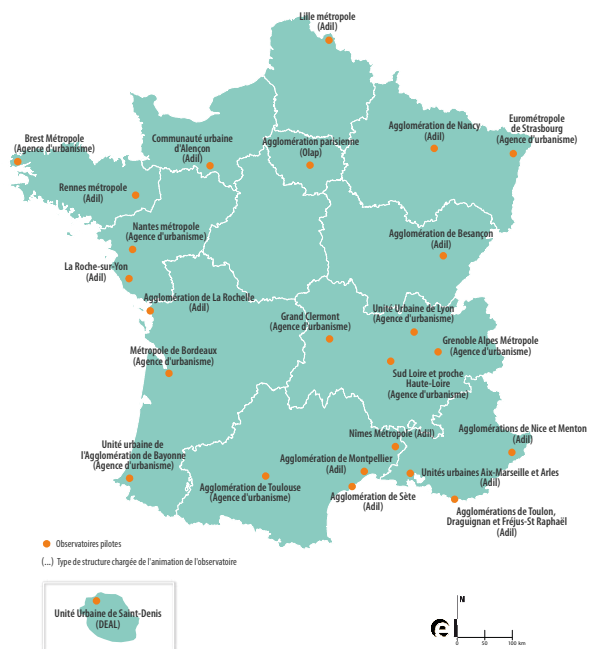 Lille métropole
(Adil)
Agglomération de Nancy
(Adil)
Eurométropole
de Strasbourg
(Agence d'urbanisme)
Brest Métropole
(Agence d'urbanisme)
Communauté urbaine
d'Alençon
(Adil)
Agglomération parisienne
(Olap)
Rennes métropole
(Adil)
Nantes métropole
(Agence d'urbanisme)
Agglomération de Besançon
(Adil)
La Roche-sur-Yon
(Adil)
Agglomération de La Rochelle
(Adil)
Grand Clermont
(Agence d'urbanisme)
Unité Urbaine de Lyon
(Agence d'urbanisme)
Grenoble Alpes Métropole
(Agence d'urbanisme)
Métropole de Bordeaux
(Agence d'urbanisme)
Sud Loire et proche
Haute-Loire
(Agence d'urbanisme)
Nimes Métropole (Adil)
Agglomérations de Nice et Menton
(Adil)
Unité urbaine de
l'Agglomération de Bayonne
(Agence d'urbanisme)
Agglomération de Montpellier
(Adil)
Unités urbaines Aix-Marseille et Arles
(Adil)
Agglomération de Toulouse
(Agence d'urbanisme)
Agglomération de Sète
(Adil)
Agglomérations de Toulon,
Draguignan et Fréjus-St Raphaël
(Adil)
Observatoires pilotes
(...) Type de structure chargée de l'animation de l'observatoire
Unité Urbaine de Saint-Denis
(DEAL)
N
0 50 100 km